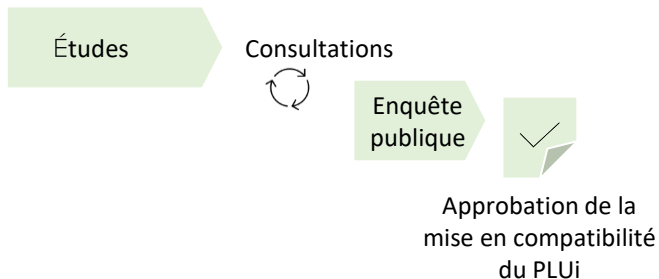 Études
Consultations
Enquête
publique
Approbation de la
mise en compatibilité
du PLUi